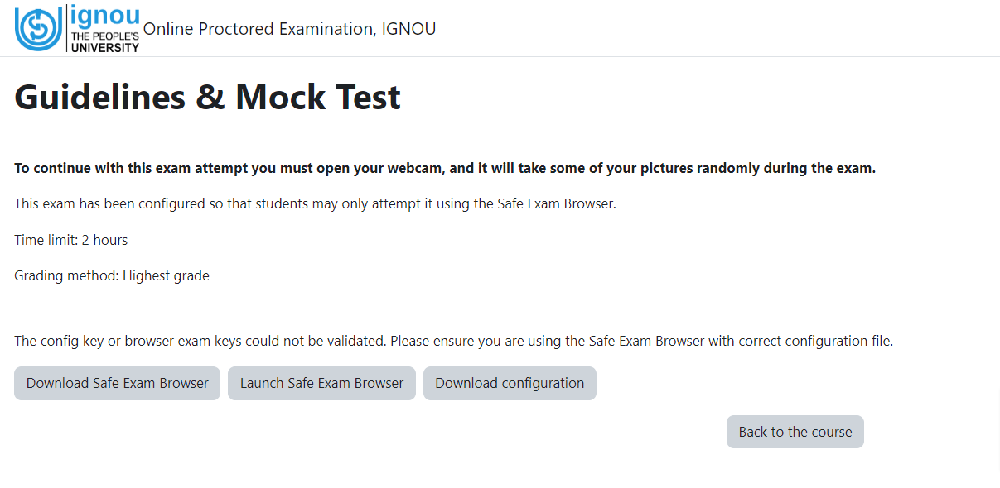 ignou
THE PEOPLE'S
UNIVERSITY
Online Proctored Examination, IGNOU
Guidelines & Mock Test
To continue with this exam attempt you must open your webcam, and it will take some of your pictures randomly during the exam.
This exam has been configured so that students may only attempt it using the Safe Exam Browser.
Time limit: 2 hours
Grading method: Highest grade
The config key or browser exam keys could not be validated. Please ensure you are using the Safe Exam Browser with correct configuration file.
Download Safe Exam Browser Launch Safe Exam Browser Download configuration
Back to the course